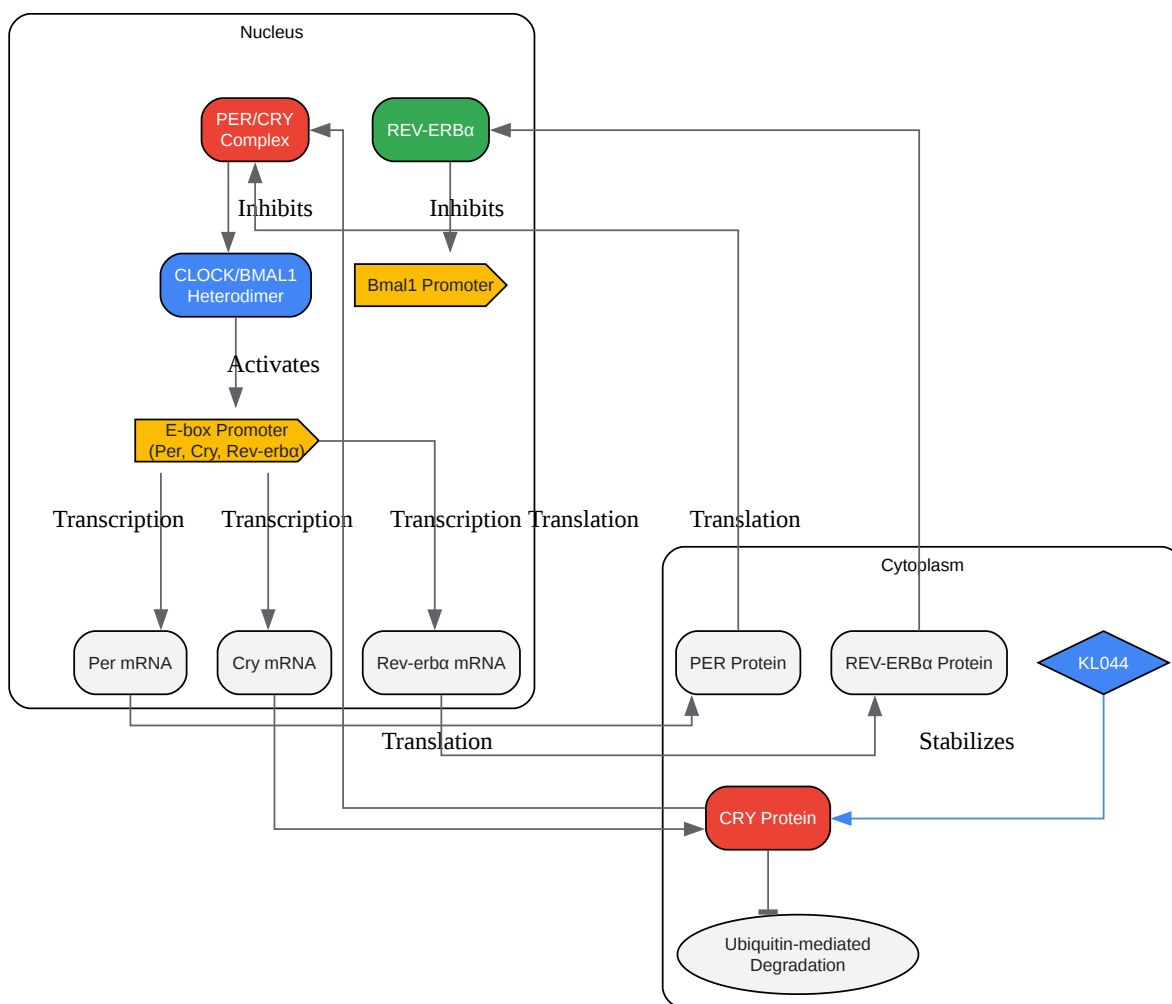 Nucleus
PER/CRY
Complex
REV-ERBα
Inhibits
Inhibits
CLOCK/BMAL1
Heterodimer
Bmal1 Promoter
Activates
E-box Promoter
(Per, Cry, Rev-erbα)
Transcription
Transcription
Transcription
Translation
Translation
Cytoplasm
Per mRNA
Cry mRNA
Rev-erbα mRNA
PER Protein
REV-ERBα Protein
KL044
Translation
Stabilizes
CRY Protein
Ubiquitin-mediated
Degradation